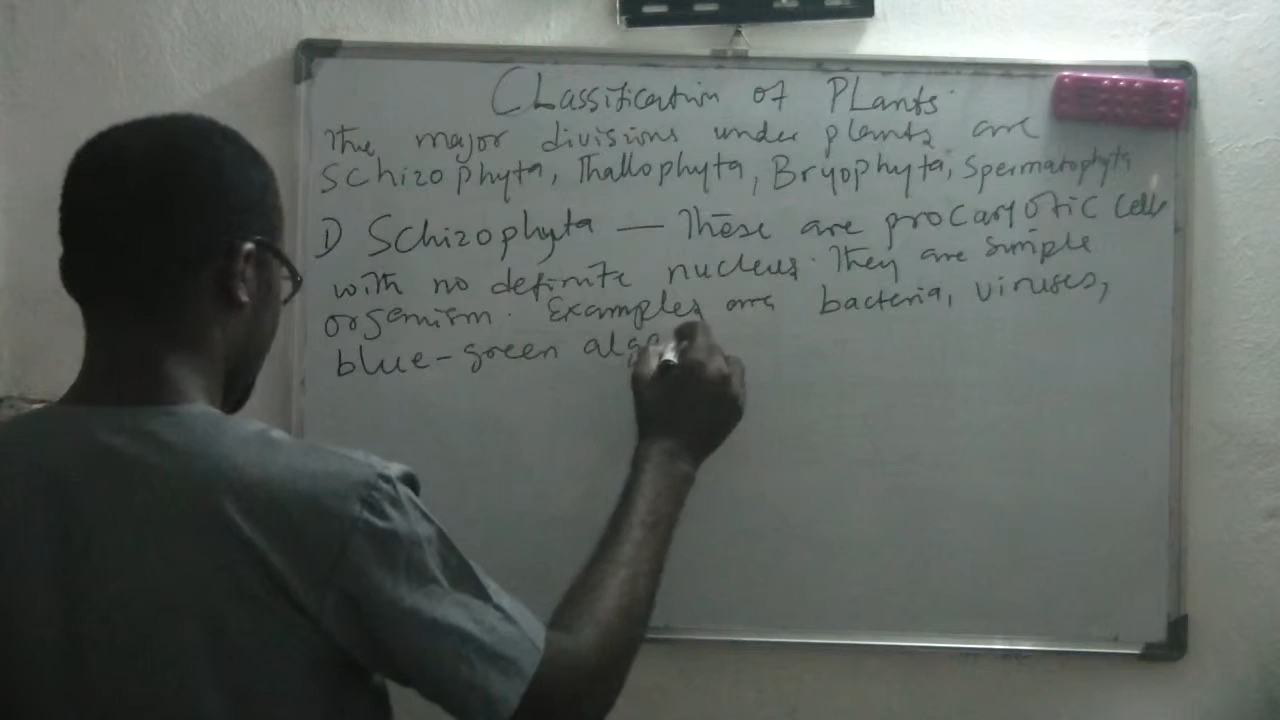 Classification of Plants
The major divisions under plants are
Schizophyta, Thallophyta, Bryophyta, Spermatophyta
1) Schizophyta — These are procaryotic cells
with no definite nucleus. They are simple
organism. Examples are bacteria, viruses,
blue-green alga